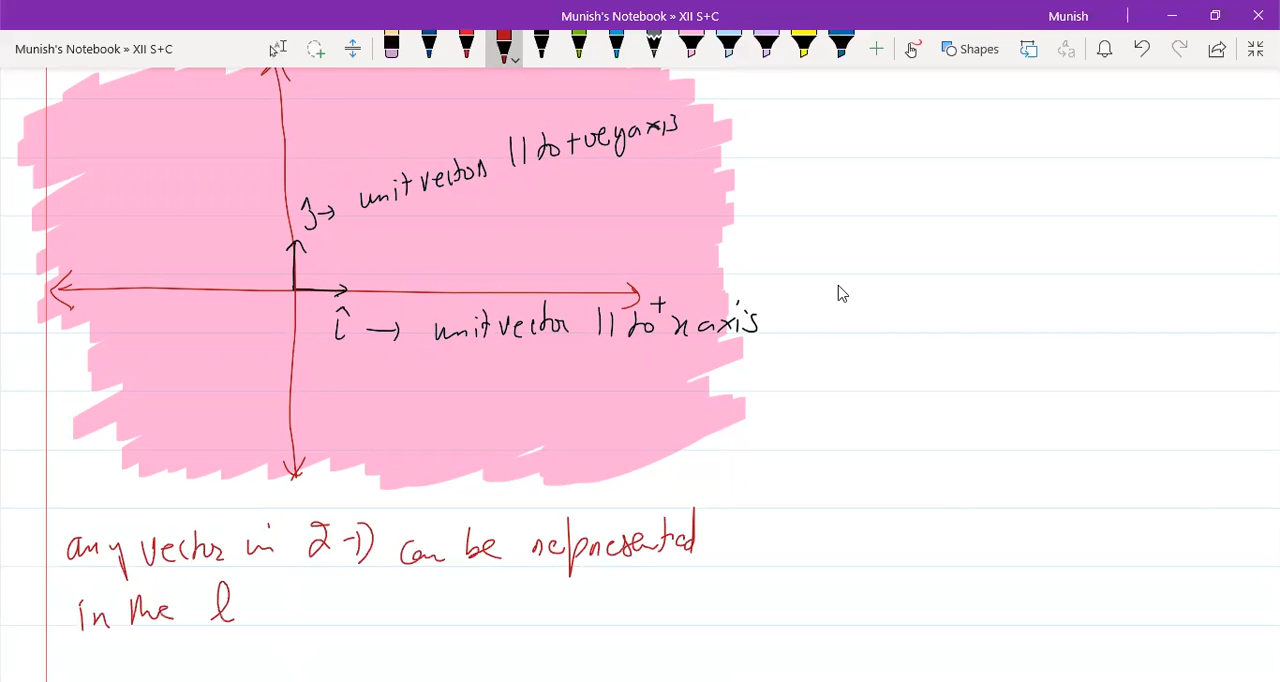 Munish's Notebook » XII S+C
Munish
Munish's Notebook » XII S+C
Shapes
ĵ → unit vector || to +ve y axis
î → unit vector || to + x axis
any vector in 2-D can be represented
in the l